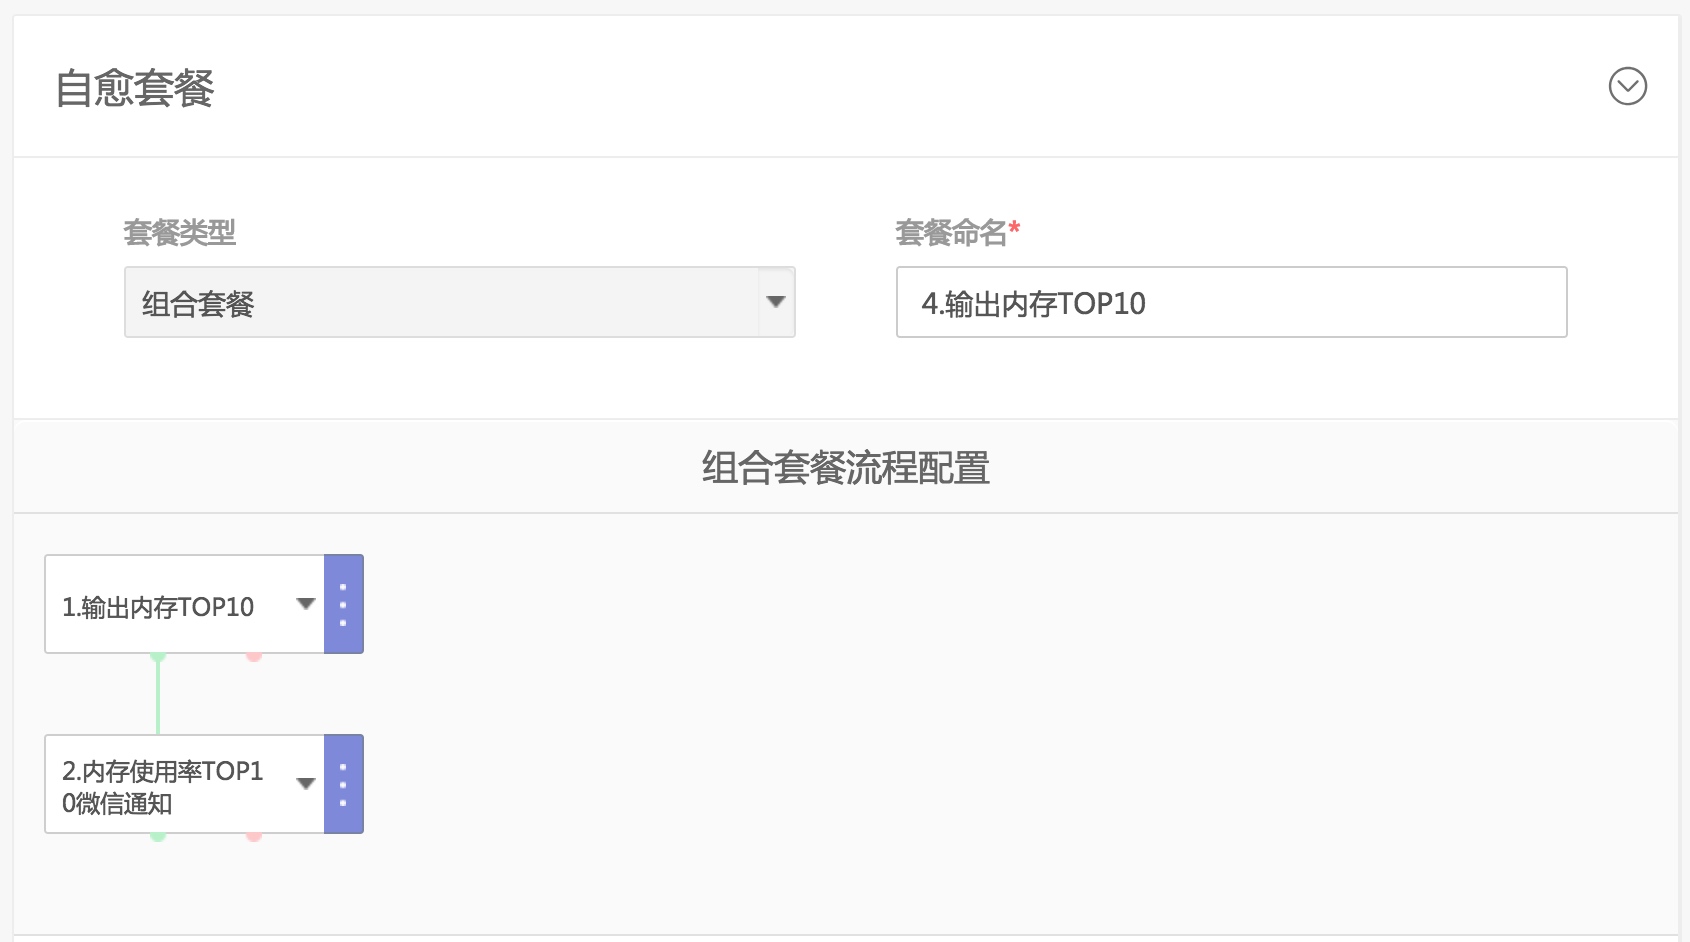 自愈套餐
套餐类型
套餐命名*
组合套餐
4.输出内存TOP10
组合套餐流程配置
1.输出内存TOP10
2.内存使用率TOP1
0微信通知